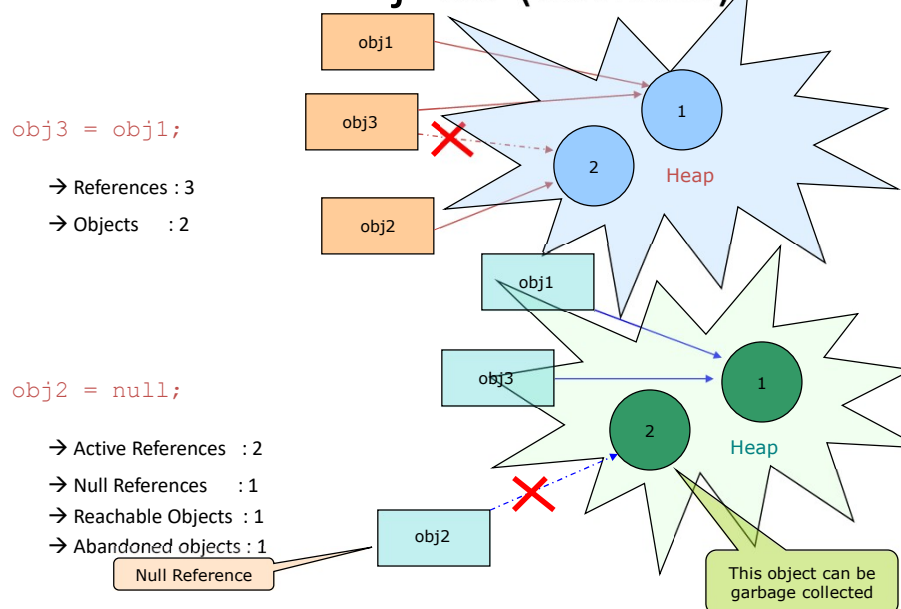 obj1
obj3 = obj1;
obj3
1
2
Heap
→ References : 3
→ Objects : 2
obj2
obj1
obj3
1
obj2 = null;
2
Heap
→ Active References : 2
→ Null References : 1
→ Reachable Objects : 1
→ Abandoned objects : 1
obj2
Null Reference
This object can be
garbage collected